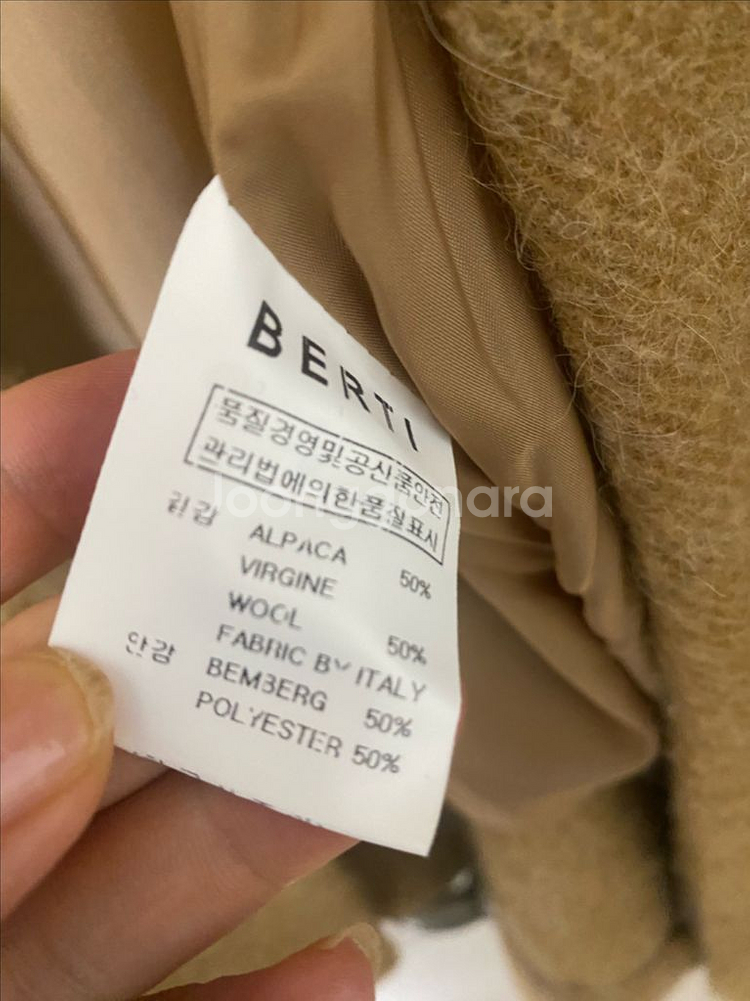 BERTI
품질경영및공산품안전
관리법에의한품질표시
겉감 ALPACA 50%
VIRGINE
WOOL 50%
FABRIC BY ITALY
안감 BEMBERG 50%
POLYESTER 50%
Joonggonara